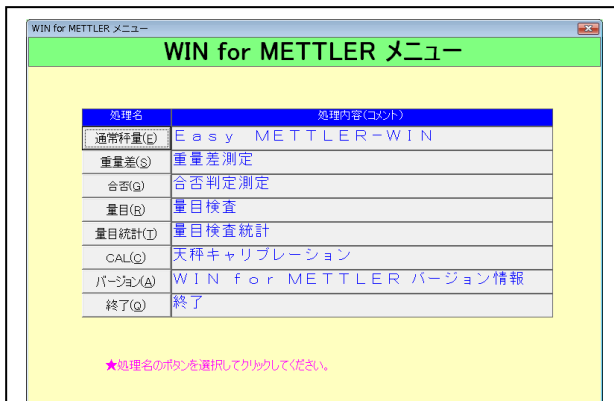 WIN for METTLER メニュー
WIN for METTLER メニュー
処理名 処理内容(コメント)
通常秤量(E) Easy METTLER-WIN
重量差(S) 重量差測定
合否(G) 合否判定測定
量目(R) 量目検査
量目統計(T) 量目検査統計
CAL(C) 天秤キャリブレーション
バージョン(A) WIN for METTLER バージョン情報
終了(Q) 終了
★処理名のボタンを選択してクリックしてください。